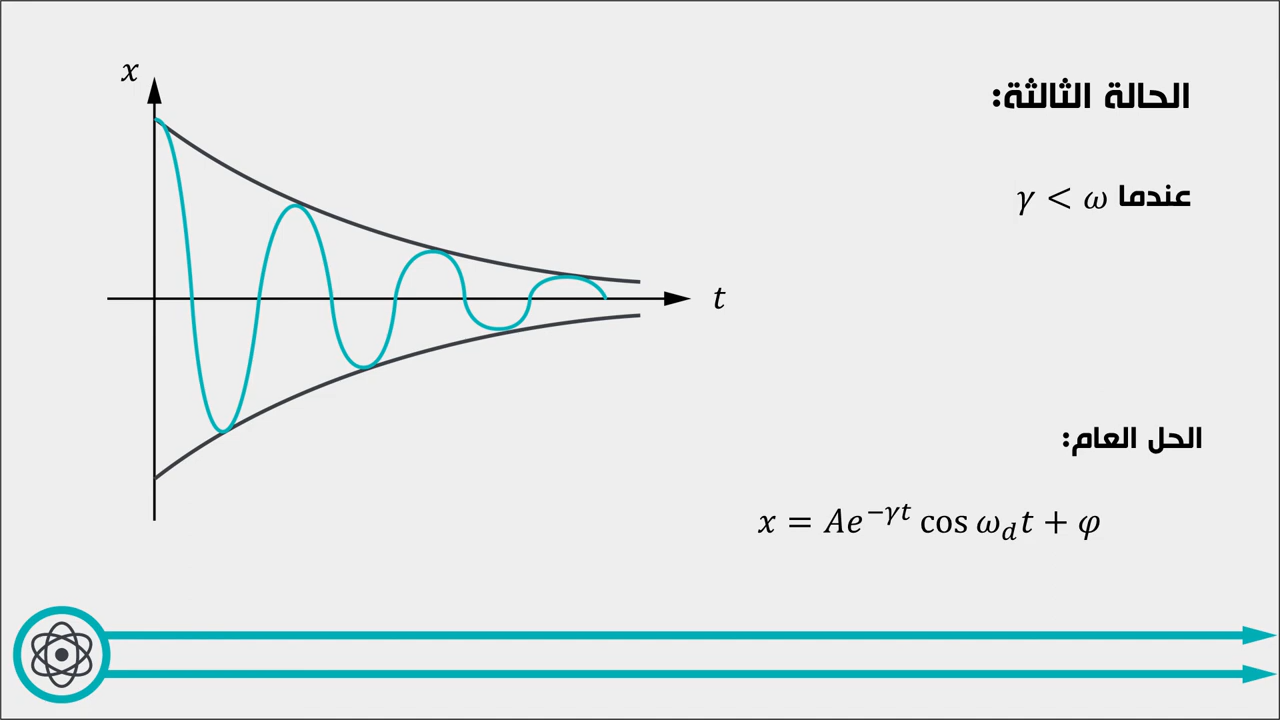 x
الحالة الثالثة:
عندما γ < ω
t
الحل العام:
x = Ae^{−γt} cos ω_d t + φ